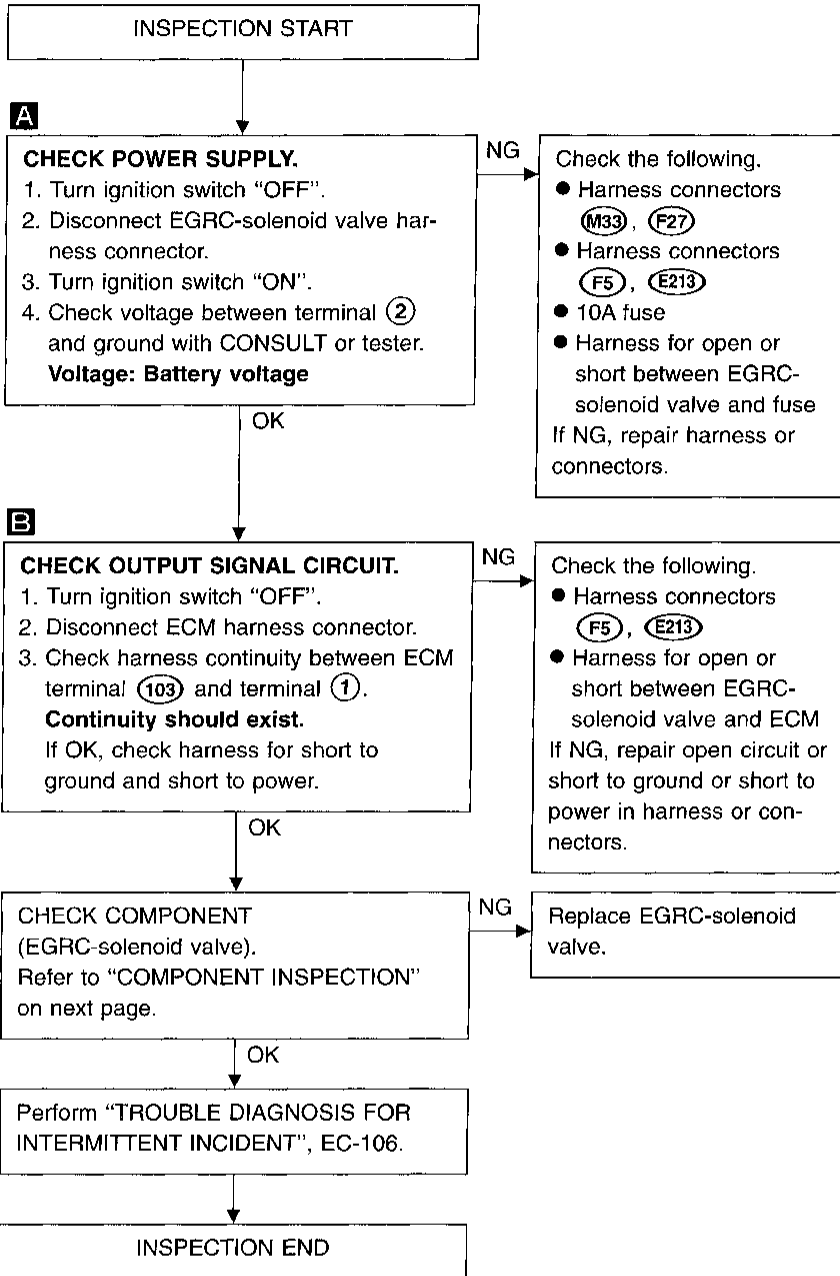 INSPECTION START
A
CHECK POWER SUPPLY.
1. Turn ignition switch “OFF”.
2. Disconnect EGRC-solenoid valve har-
ness connector.
3. Turn ignition switch “ON”.
4. Check voltage between terminal ②
and ground with CONSULT or tester.
Voltage: Battery voltage
NG
Check the following.
● Harness connectors
M33, F27
● Harness connectors
F5, E213
● 10A fuse
● Harness for open or
short between EGRC-
solenoid valve and fuse
If NG, repair harness or
connectors.
OK
B
CHECK OUTPUT SIGNAL CIRCUIT.
1. Turn ignition switch “OFF”.
2. Disconnect ECM harness connector.
3. Check harness continuity between ECM
terminal 103 and terminal ①.
Continuity should exist.
If OK, check harness for short to
ground and short to power.
NG
Check the following.
● Harness connectors
F5, E213
● Harness for open or
short between EGRC-
solenoid valve and ECM
If NG, repair open circuit or
short to ground or short to
power in harness or con-
nectors.
OK
CHECK COMPONENT
(EGRC-solenoid valve).
Refer to “COMPONENT INSPECTION”
on next page.
NG
Replace EGRC-solenoid
valve.
OK
Perform “TROUBLE DIAGNOSIS FOR
INTERMITTENT INCIDENT”, EC-106.
INSPECTION END